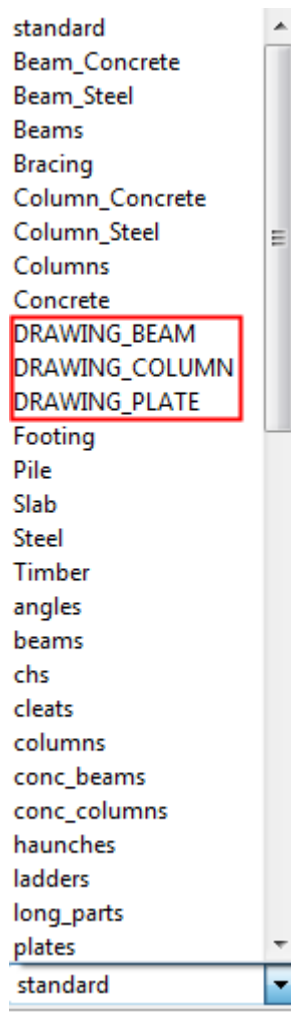 standard
Beam_Concrete
Beam_Steel
Beams
Bracing
Column_Concrete
Column_Steel
Columns
Concrete
DRAWING_BEAM
DRAWING_COLUMN
DRAWING_PLATE
Footing
Pile
Slab
Steel
Timber
angles
beams
chs
cleats
columns
conc_beams
conc_columns
haunches
ladders
long_parts
plates
standard